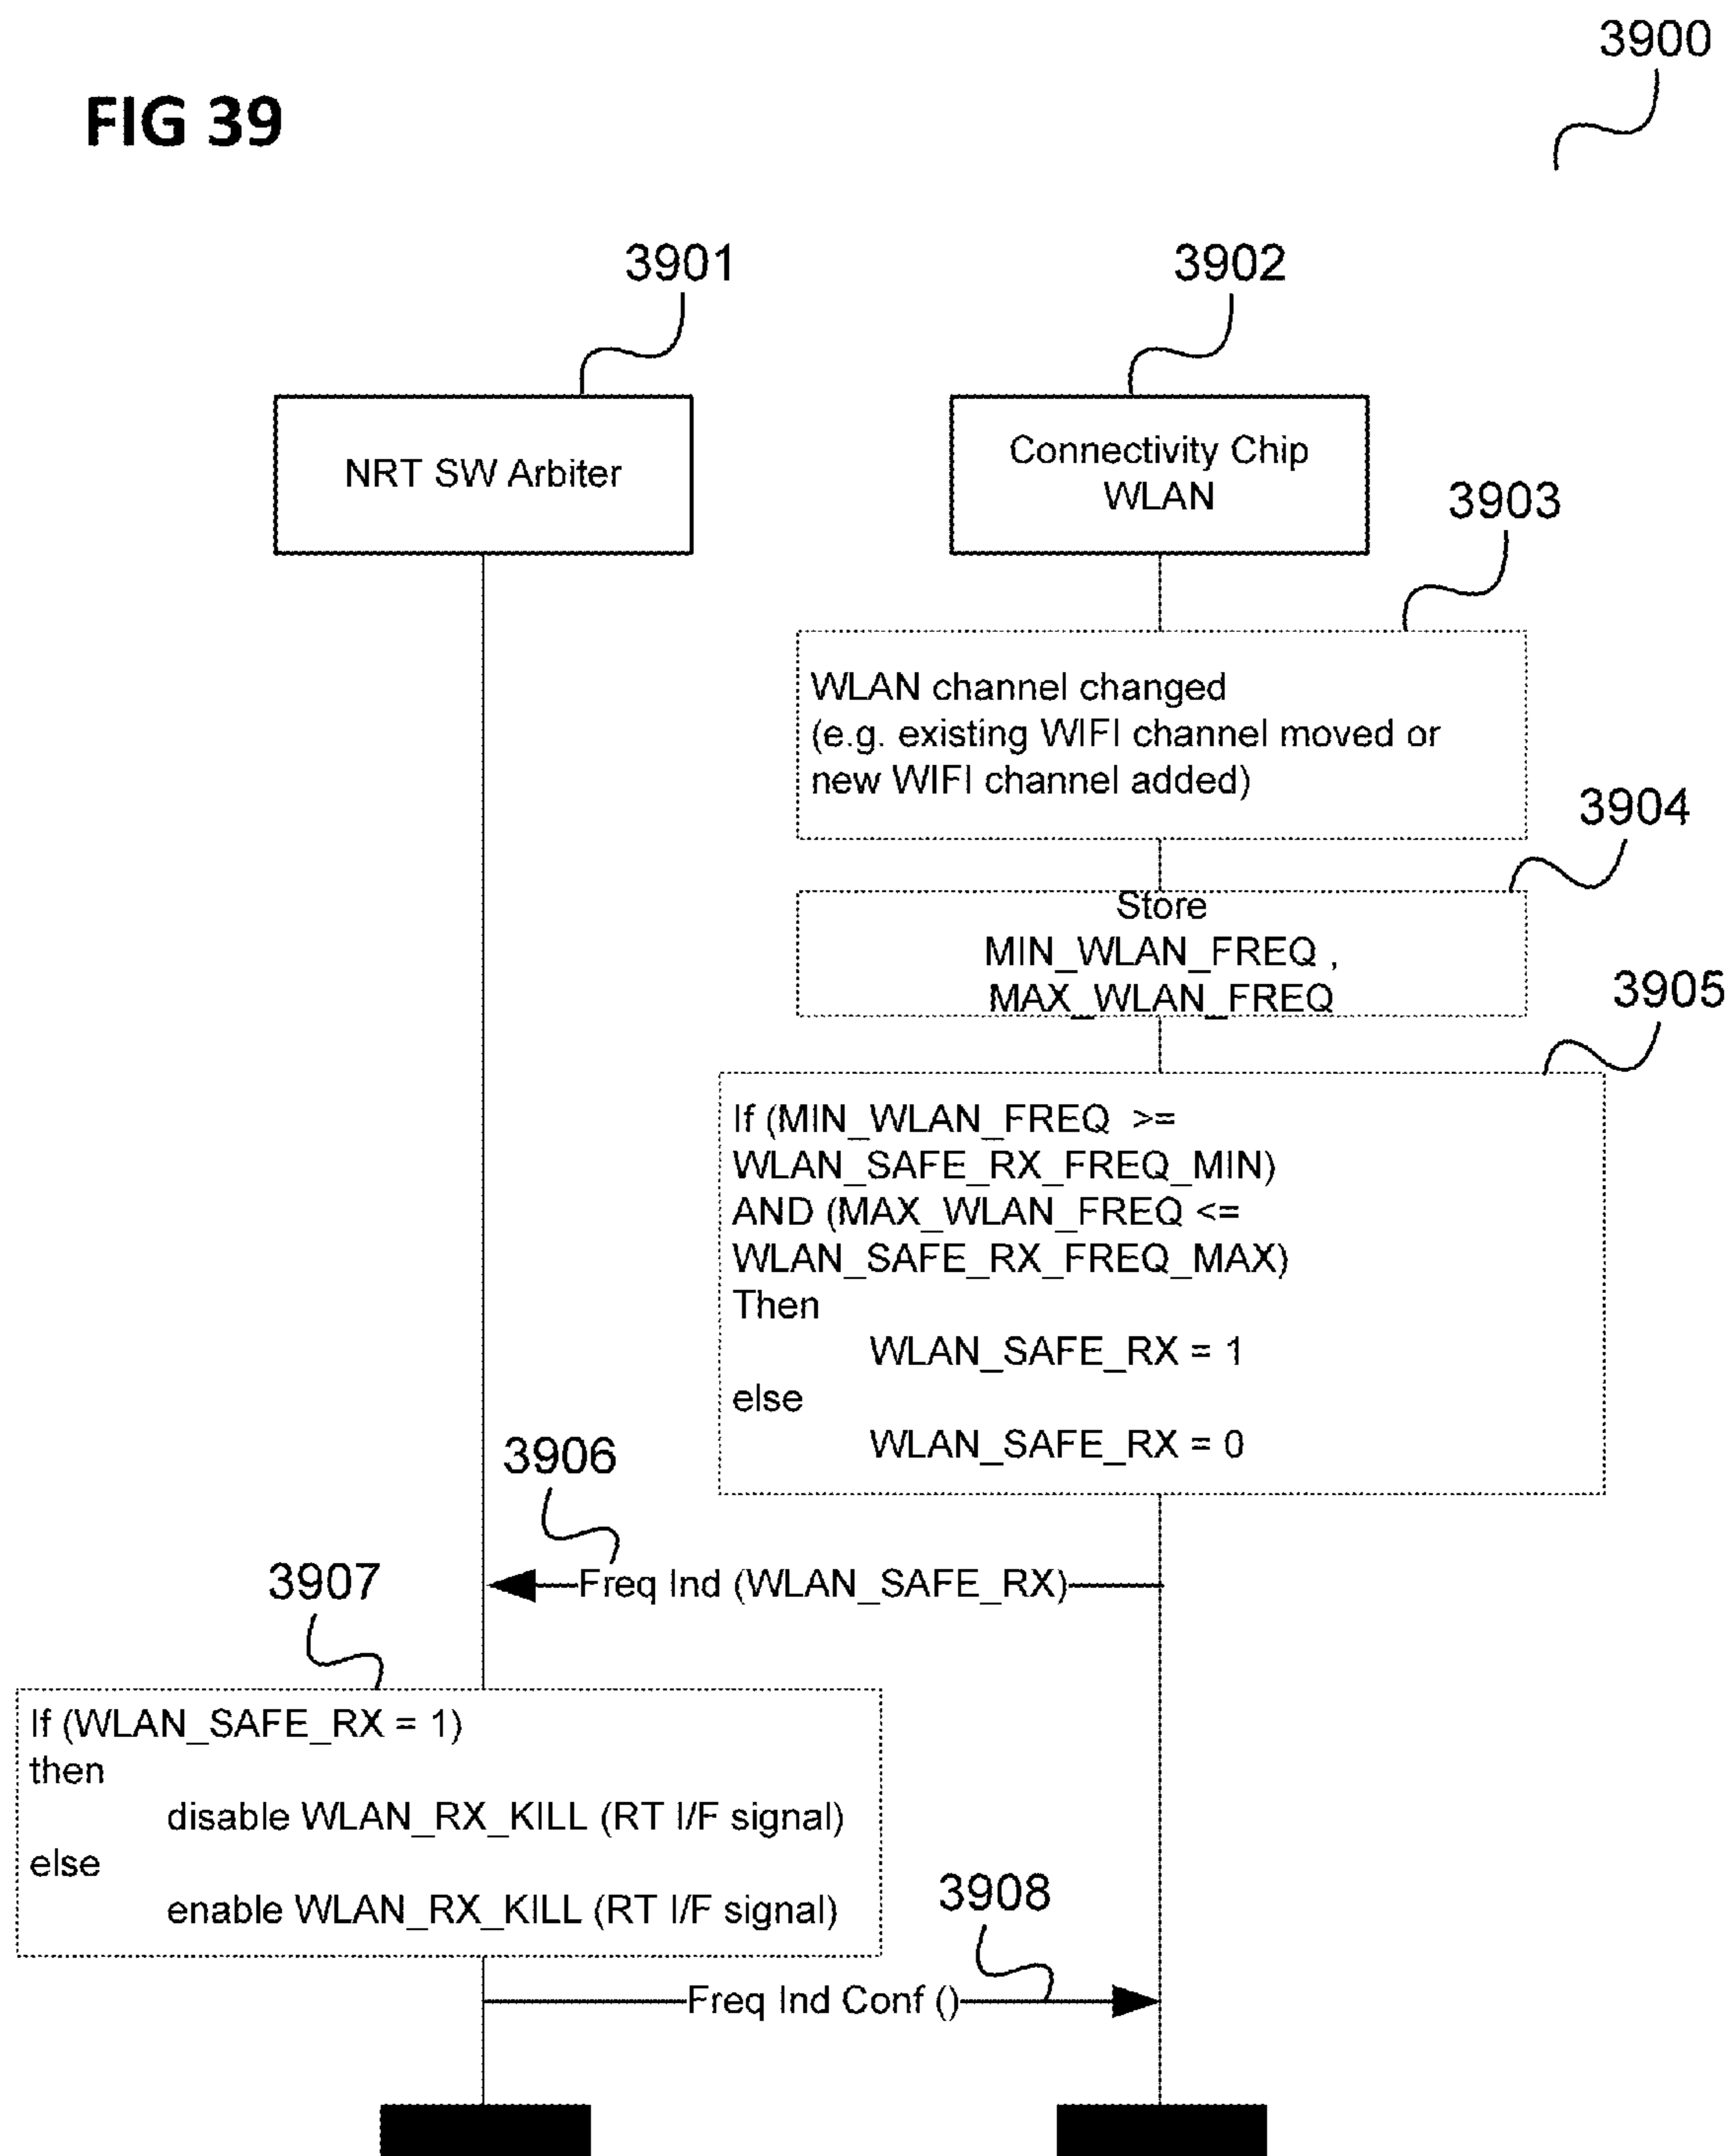 3900
FIG 39
3901
3902
NRT SW Arbiter
Connectivity Chip
WLAN
3903
WLAN channel changed
(e.g. existing WIFI channel moved or
new WIFI channel added)
3904
Store
MIN_WLAN_FREQ ,
MAX_WLAN_FREQ
3905
If (MIN_WLAN_FREQ >=
WLAN_SAFE_RX_FREQ_MIN)
AND (MAX_WLAN_FREQ <=
WLAN_SAFE_RX_FREQ_MAX)
Then
WLAN_SAFE_RX = 1
else
WLAN_SAFE_RX = 0
3906
Freq Ind (WLAN_SAFE_RX)
3907
If (WLAN_SAFE_RX = 1)
then
disable WLAN_RX_KILL (RT I/F signal)
else
enable WLAN_RX_KILL (RT I/F signal)
3908
Freq Ind Conf ()